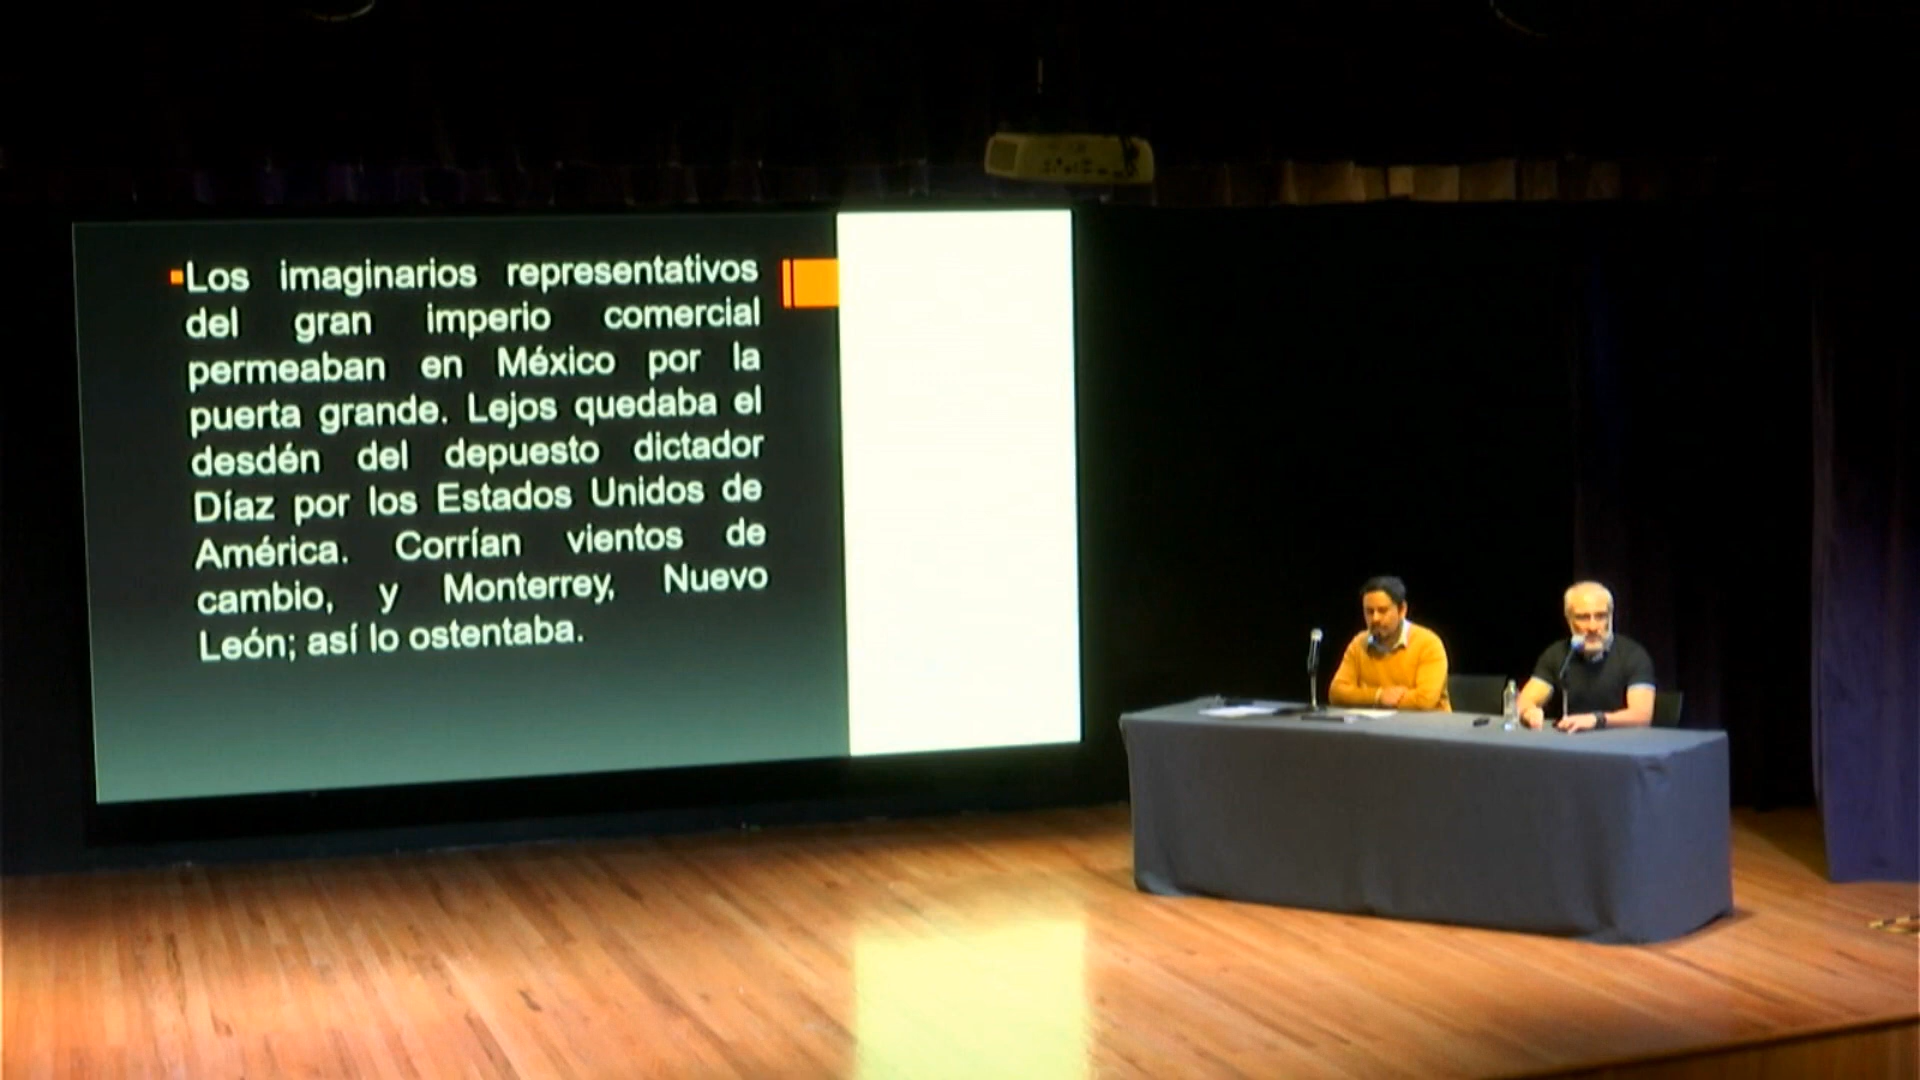 Los imaginarios representativos
del gran imperio comercial
permeaban en México por la
puerta grande. Lejos quedaba el
desdén del depuesto dictador
Díaz por los Estados Unidos de
América. Corrían vientos de
cambio, y Monterrey, Nuevo
León; así lo ostentaba.